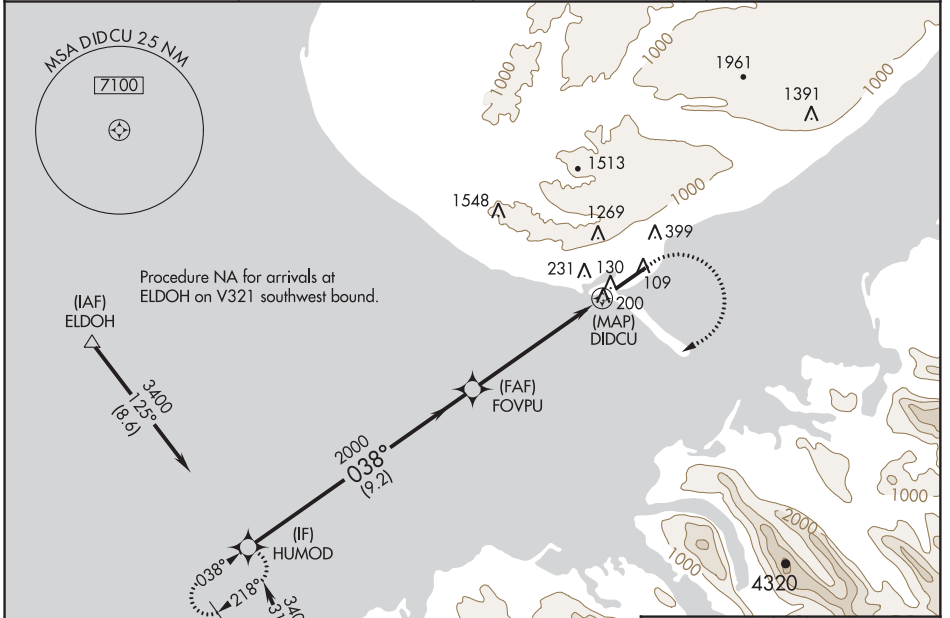 MSA DIDCU 25 NM
7100
1000
1000
1961
1000
1391
1513
1548
1269
1000
399
231
130
109
200
(MAP)
DIDCU
Procedure NA for arrivals at
ELDOH on V321 southwest bound.
(IAF)
ELDOH
3400
125°
(8.6)
(FAF)
FOVPU
2000
038°
(9.2)
(IF)
HUMOD
038°
218°
1000
2000
1000
4320